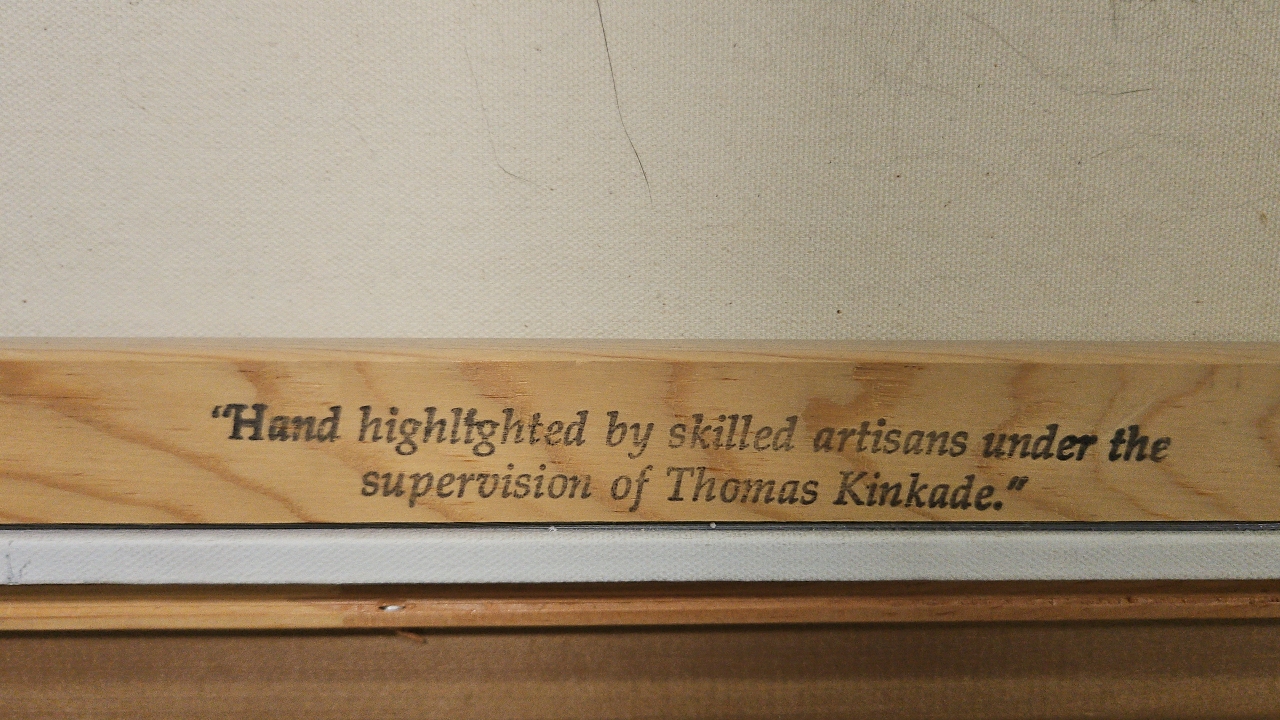 “Hand highlighted by skilled artisans under the
supervision of Thomas Kinkade.”